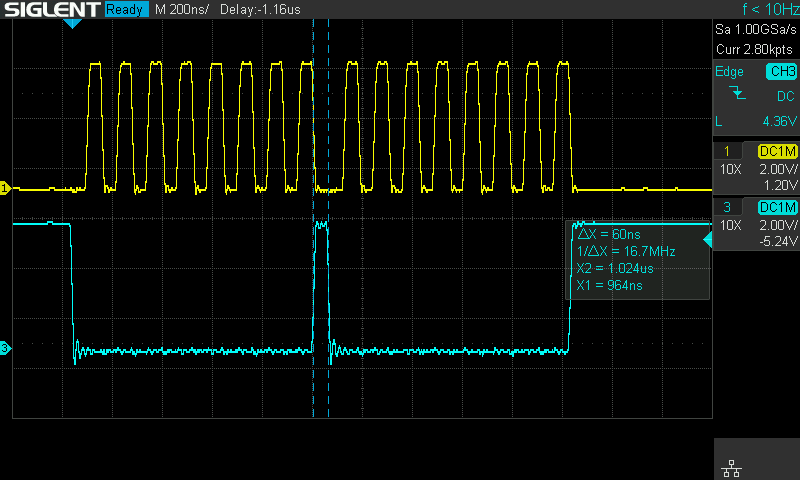 SIGLENT Ready M 200ns/ Delay:-1.16us f < 10Hz
Sa 1.00GSa/s
Curr 2.80kpts
Edge CH3
DC
L 4.36V
1 DC1M
10X 2.00V/
1.20V
3 DC1M
10X 2.00V/
-5.24V
1
3
ΔX = 60ns
1/ΔX = 16.7MHz
X2 = 1.024us
X1 = 964ns